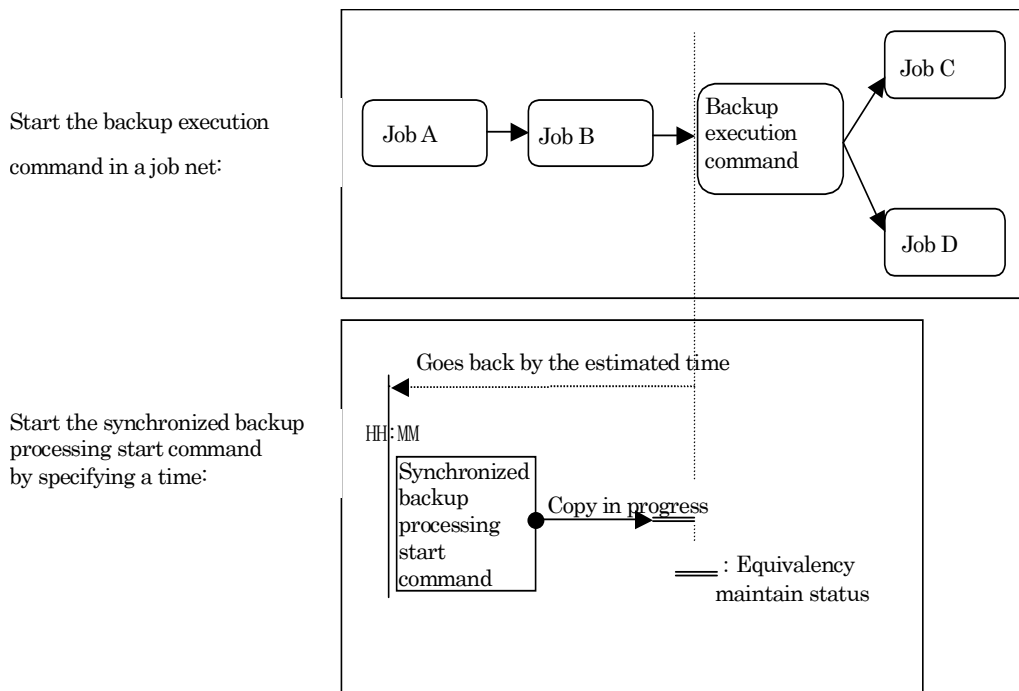 Start the backup execution
command in a job net:
Job A
Job B
Backup
execution
command
Job C
Job D
Start the synchronized backup
processing start command
by specifying a time:
Goes back by the estimated time
HH:MM
Synchronized
backup
processing
start
command
Copy in progress
: Equivalency
maintain status